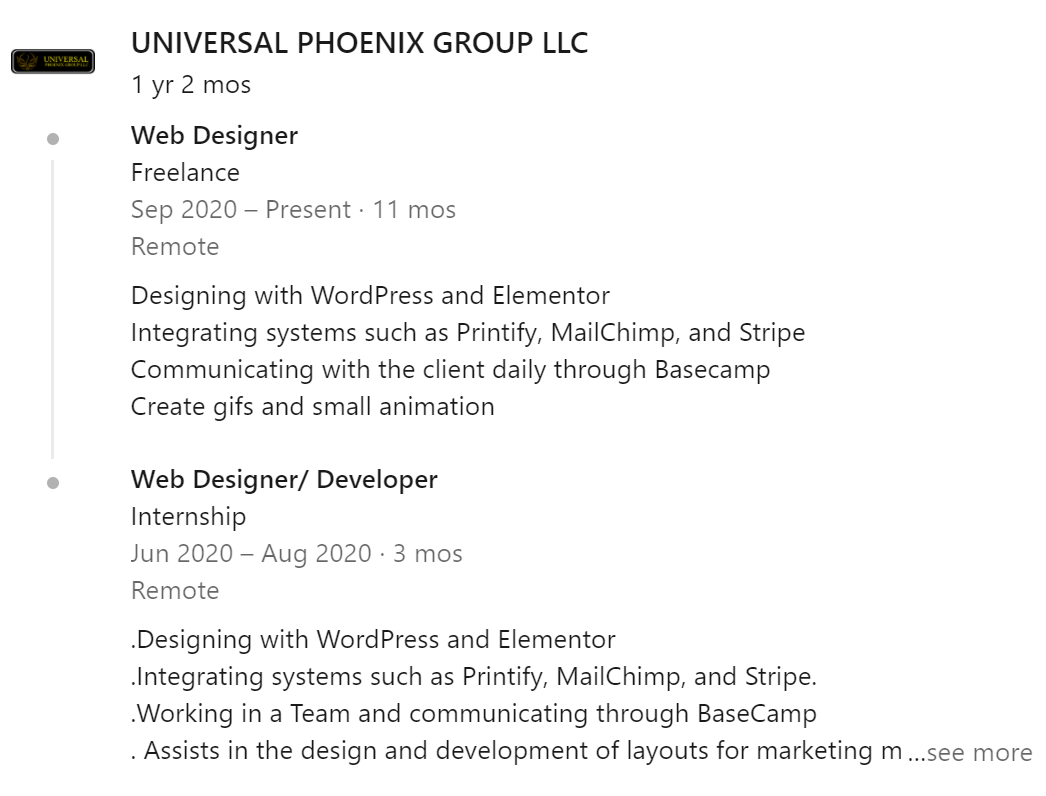 UNIVERSAL
PHOENIX GROUP LLC
UNIVERSAL PHOENIX GROUP LLC
1 yr 2 mos
Web Designer
Freelance
Sep 2020 – Present · 11 mos
Remote
Designing with WordPress and Elementor
Integrating systems such as Printify, MailChimp, and Stripe
Communicating with the client daily through Basecamp
Create gifs and small animation
Web Designer/ Developer
Internship
Jun 2020 – Aug 2020 · 3 mos
Remote
.Designing with WordPress and Elementor
.Integrating systems such as Printify, MailChimp, and Stripe.
.Working in a Team and communicating through BaseCamp
. Assists in the design and development of layouts for marketing m ...see more